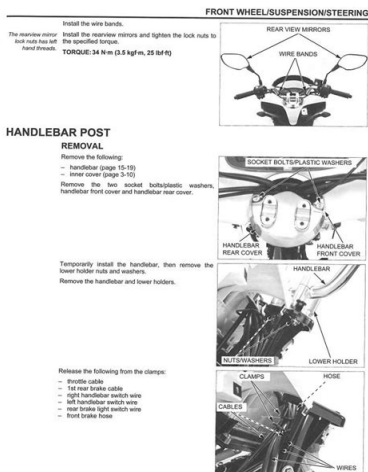 FRONT WHEEL/SUSPENSION/STEERING
Install the wire bands.
The rearview mirror
lock nuts has left
hand threads.
Install the rearview mirrors and tighten the lock nuts to
the specified torque.
TORQUE: 34 N·m (3.5 kgf·m, 25 lbf·ft)
REAR VIEW MIRRORS
WIRE BANDS
HANDLEBAR POST
REMOVAL
Remove the following:
– handlebar (page 15-19)
– inner cover (page 3-10)
Remove the two socket bolts/plastic washers,
handlebar front cover and handlebar rear cover.
SOCKET BOLTS/PLASTIC WASHERS
HANDLEBAR
REAR COVER
HANDLEBAR
FRONT COVER
Temporarily install the handlebar, then remove the
lower holder nuts and washers.
Remove the handlebar and lower holders.
HANDLEBAR
NUTS/WASHERS
LOWER HOLDER
Release the following from the clamps:
– throttle cable
– 1st rear brake cable
– right handlebar switch wire
– left handlebar switch wire
– rear brake light switch wire
– front brake hose
CLAMPS
HOSE
CABLES
WIRES